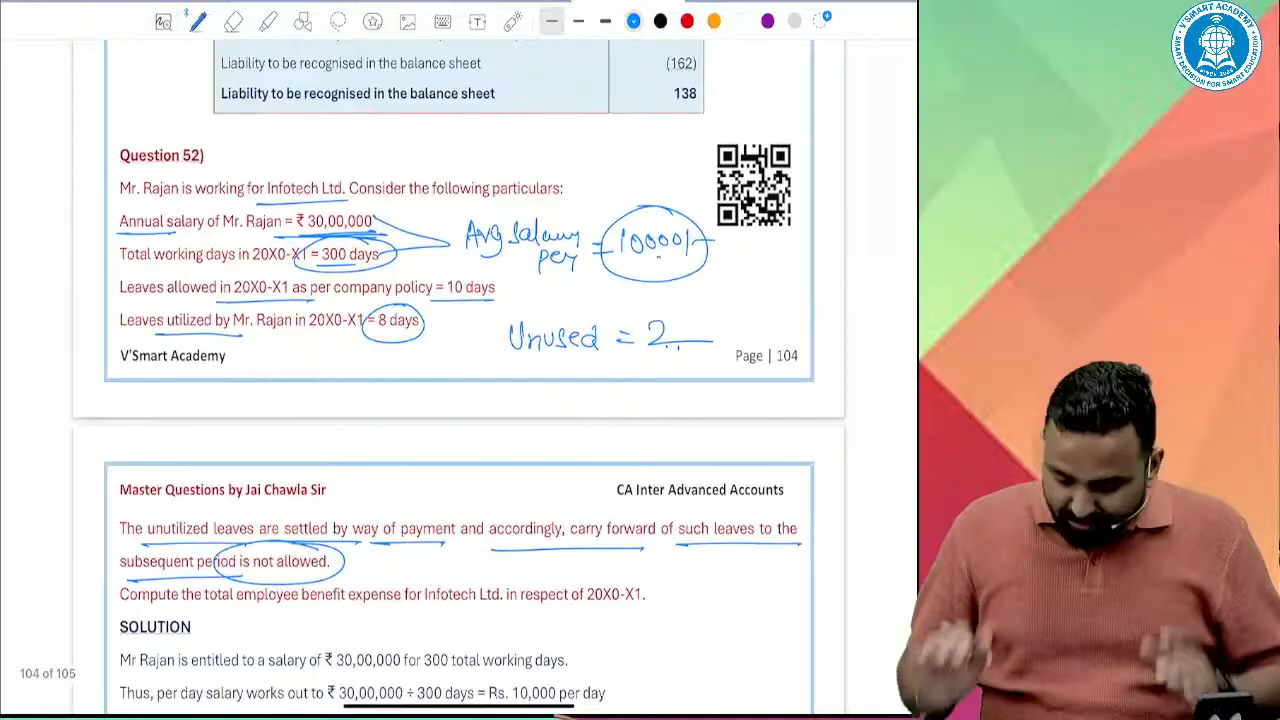 Liability to be recognised in the balance sheet (162)
Liability to be recognised in the balance sheet 138
Question 52)
Mr. Rajan is working for Infotech Ltd. Consider the following particulars:
Annual salary of Mr. Rajan = ₹ 30,00,000
Total working days in 20X0-X1 = 300 days
Avg salary
per
= 10000/-
Leaves allowed in 20X0-X1 as per company policy = 10 days
Leaves utilized by Mr. Rajan in 20X0-X1 = 8 days
Unused = 2
V'Smart Academy Page | 104
Master Questions by Jai Chawla Sir CA Inter Advanced Accounts
The unutilized leaves are settled by way of payment and accordingly, carry forward of such leaves to the
subsequent period is not allowed.
Compute the total employee benefit expense for Infotech Ltd. in respect of 20X0-X1.
SOLUTION
Mr Rajan is entitled to a salary of ₹ 30,00,000 for 300 total working days.
104 of 105
Thus, per day salary works out to ₹ 30,00,000 ÷ 300 days = Rs. 10,000 per day
V'SMART ACADEMY
SMART DECISION FOR SMART EDUCATION